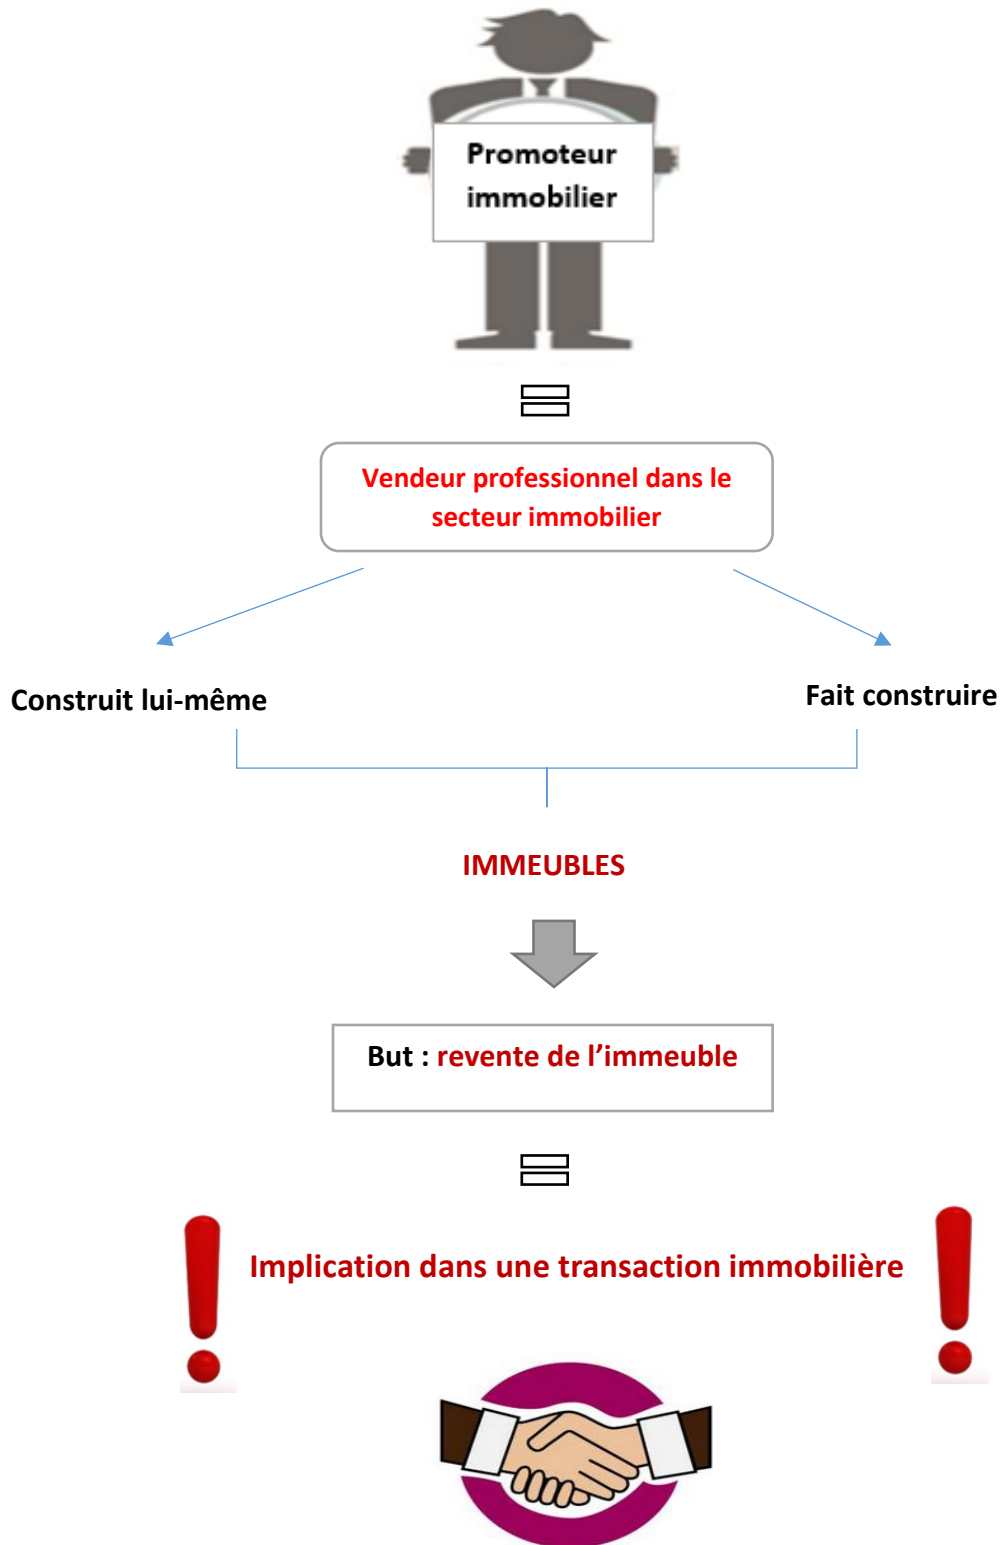 Promoteur
immobilier
Vendeur professionnel dans le
secteur immobilier
Construit lui-même
Fait construire
IMMEUBLES
But : revente de l’immeuble
Implication dans une transaction immobilière